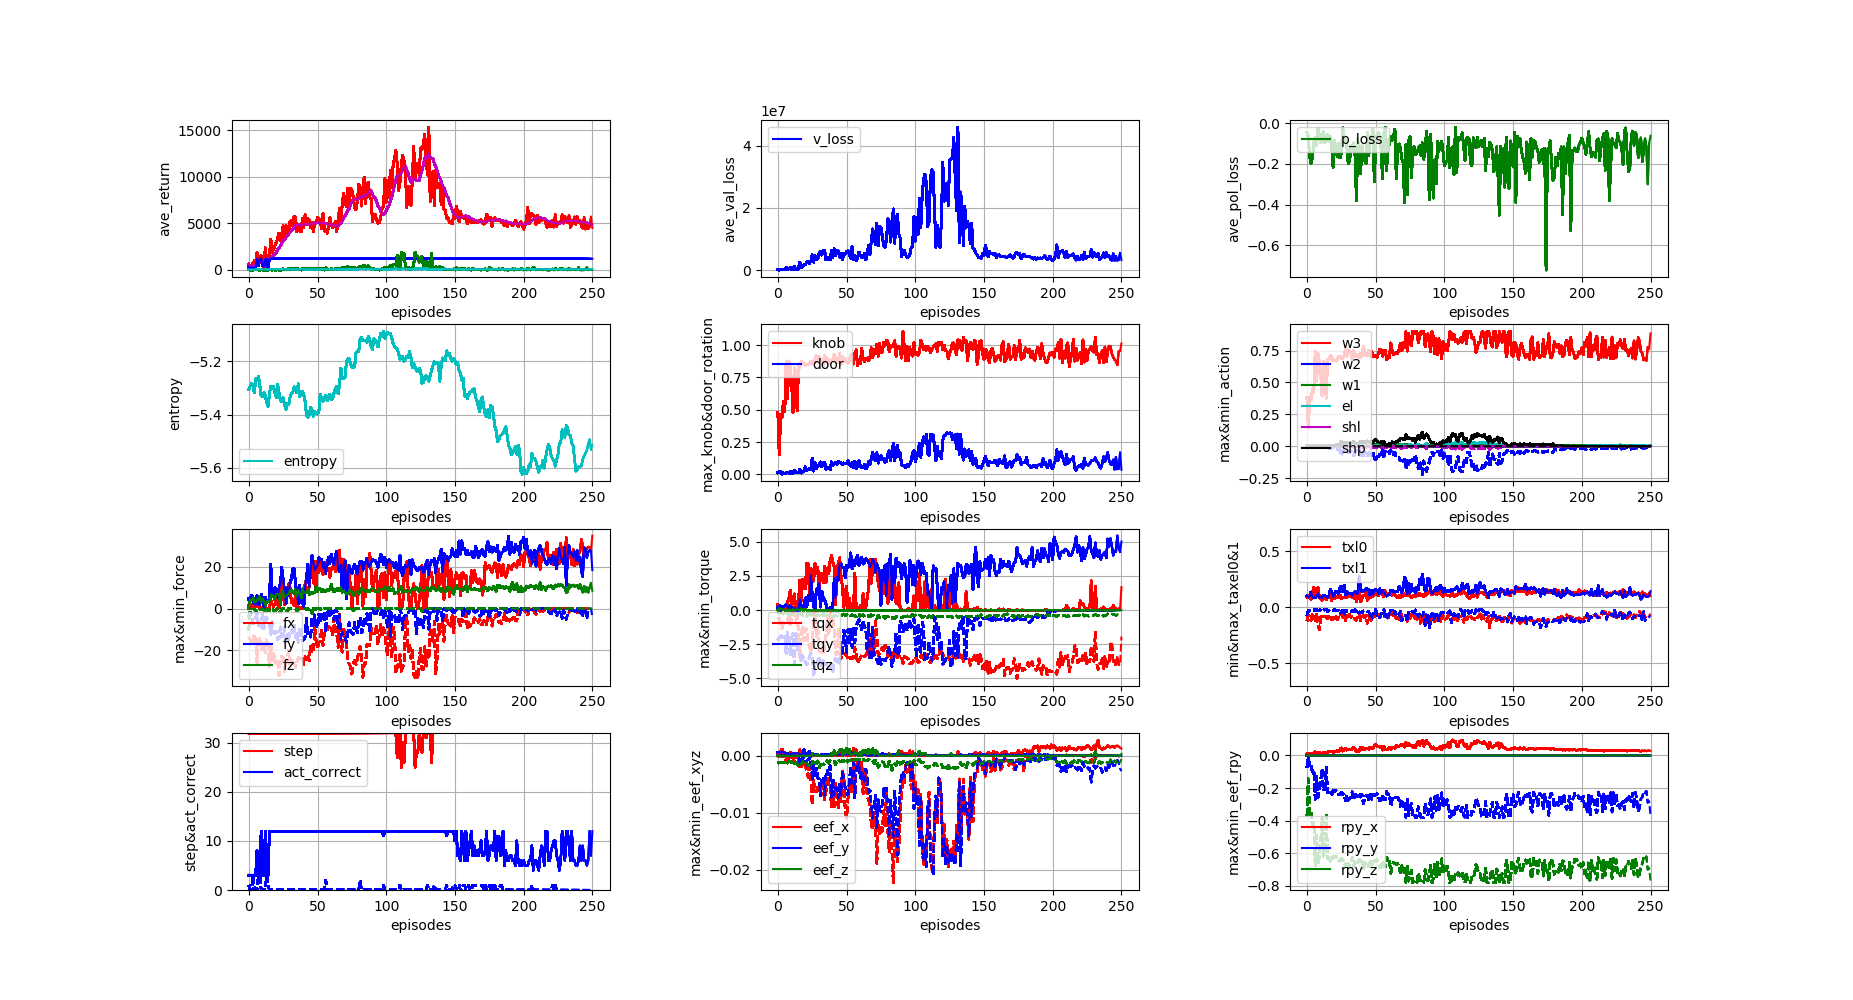 15000
10000
5000
0
ave_return
0 50 100 150 200 250
episodes
1e7
4
2
0
ave_val_loss
v_loss
0 50 100 150 200 250
episodes
0.0
−0.2
−0.4
−0.6
ave_pol_loss
p_loss
0 50 100 150 200 250
episodes
−5.2
−5.4
−5.6
entropy
entropy
0 50 100 150 200 250
episodes
1.00
0.75
0.50
0.25
0.00
max_knob&door_rotation
knob
door
0 50 100 150 200 250
episodes
0.75
0.50
0.25
0.00
−0.25
max&min_action
w3
w2
w1
el
shl
shp
0 50 100 150 200 250
episodes
20
0
−20
max&min_force
fx
fy
fz
0 50 100 150 200 250
episodes
5.0
2.5
0.0
−2.5
−5.0
max&min_torque
tqx
tqy
tqz
0 50 100 150 200 250
episodes
0.5
0.0
−0.5
min&max_taxel0&1
txl0
txl1
0 50 100 150 200 250
episodes
30
20
10
0
step&act_correct
step
act_correct
0 50 100 150 200 250
episodes
0.00
−0.01
−0.02
max&min_eef_xyz
eef_x
eef_y
eef_z
0 50 100 150 200 250
episodes
0.0
−0.2
−0.4
−0.6
−0.8
max&min_eef_rpy
rpy_x
rpy_y
rpy_z
0 50 100 150 200 250
episodes